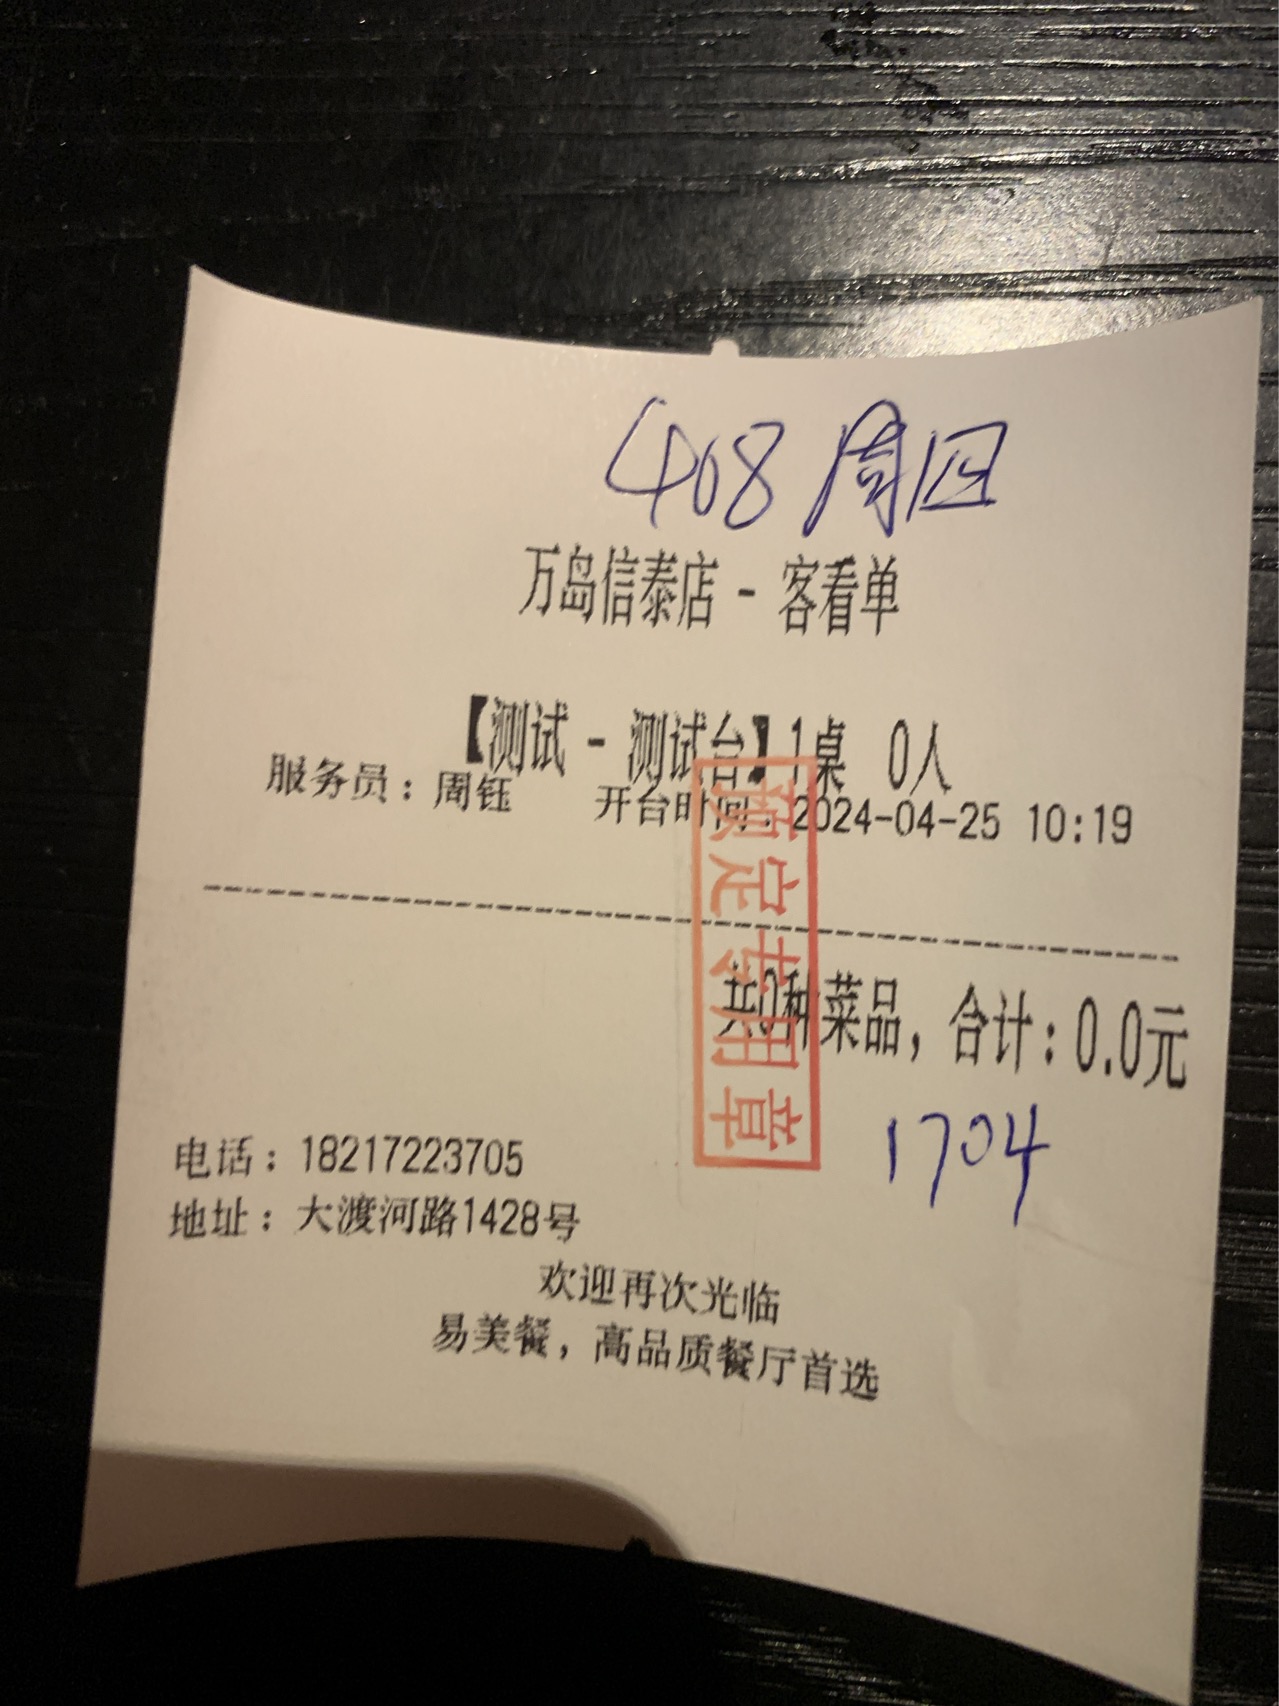 408 周四
万岛信泰店 - 客看单
【测试 - 测试台】1桌 0人
服务员：周钰 开台时间：2024-04-25 10:19
预定专用章
共0种菜品，合计：0.0元
1704
电话：18217223705
地址：大渡河路1428号
欢迎再次光临
易美餐，高品质餐厅首选